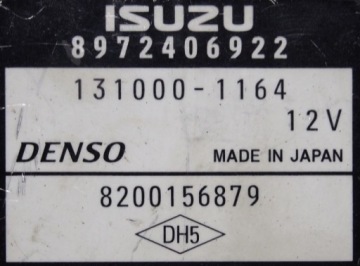 ISUZU
8972406922
131000-1164
12V
DENSO MADE IN JAPAN
8200156879
DH5